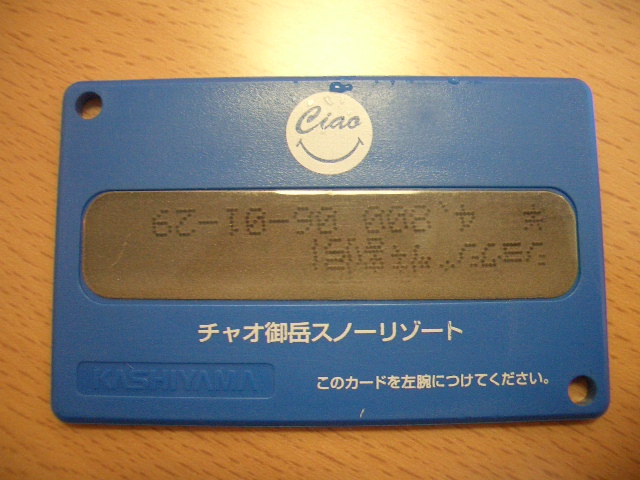 Ciao
¥ 4,800 06-01-29
チャオ御岳スノーリゾート
KASHIYAMA
このカードを左腕につけてください。